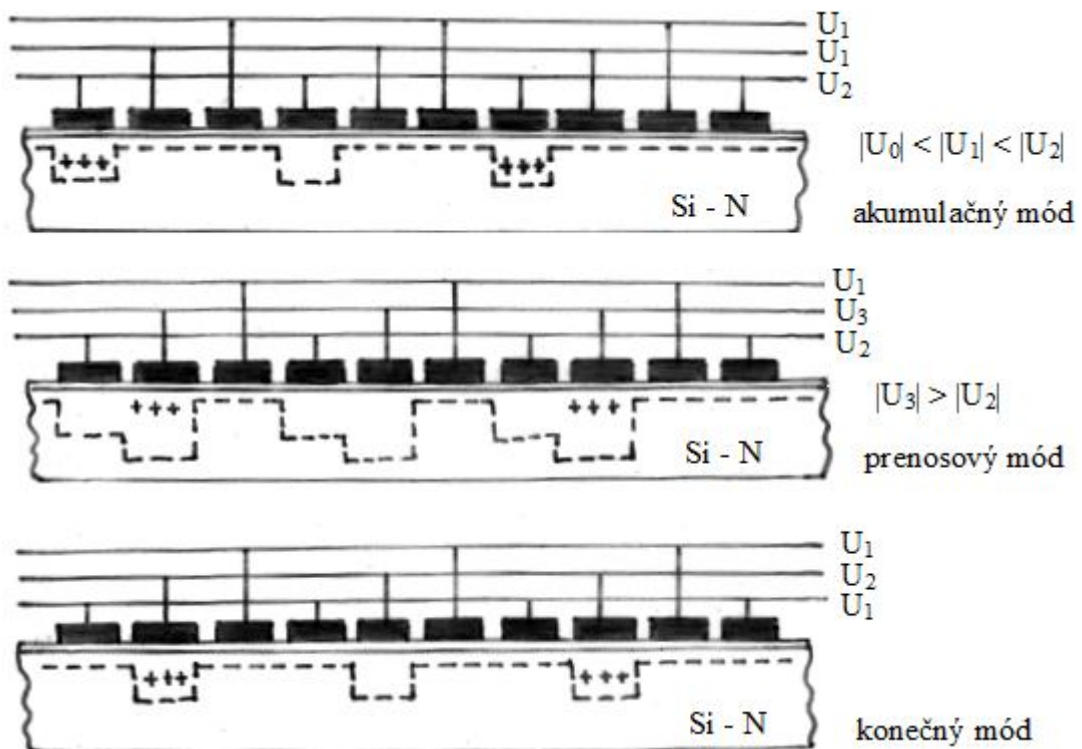 U₁
U₁
U₂
+++
+++
|U₀| < |U₁| < |U₂|
Si - N
akumulačný mód
U₁
U₃
U₂
+++
+++
|U₃| > |U₂|
Si - N
prenosový mód
U₁
U₂
U₁
+++
+++
Si - N
konečný mód